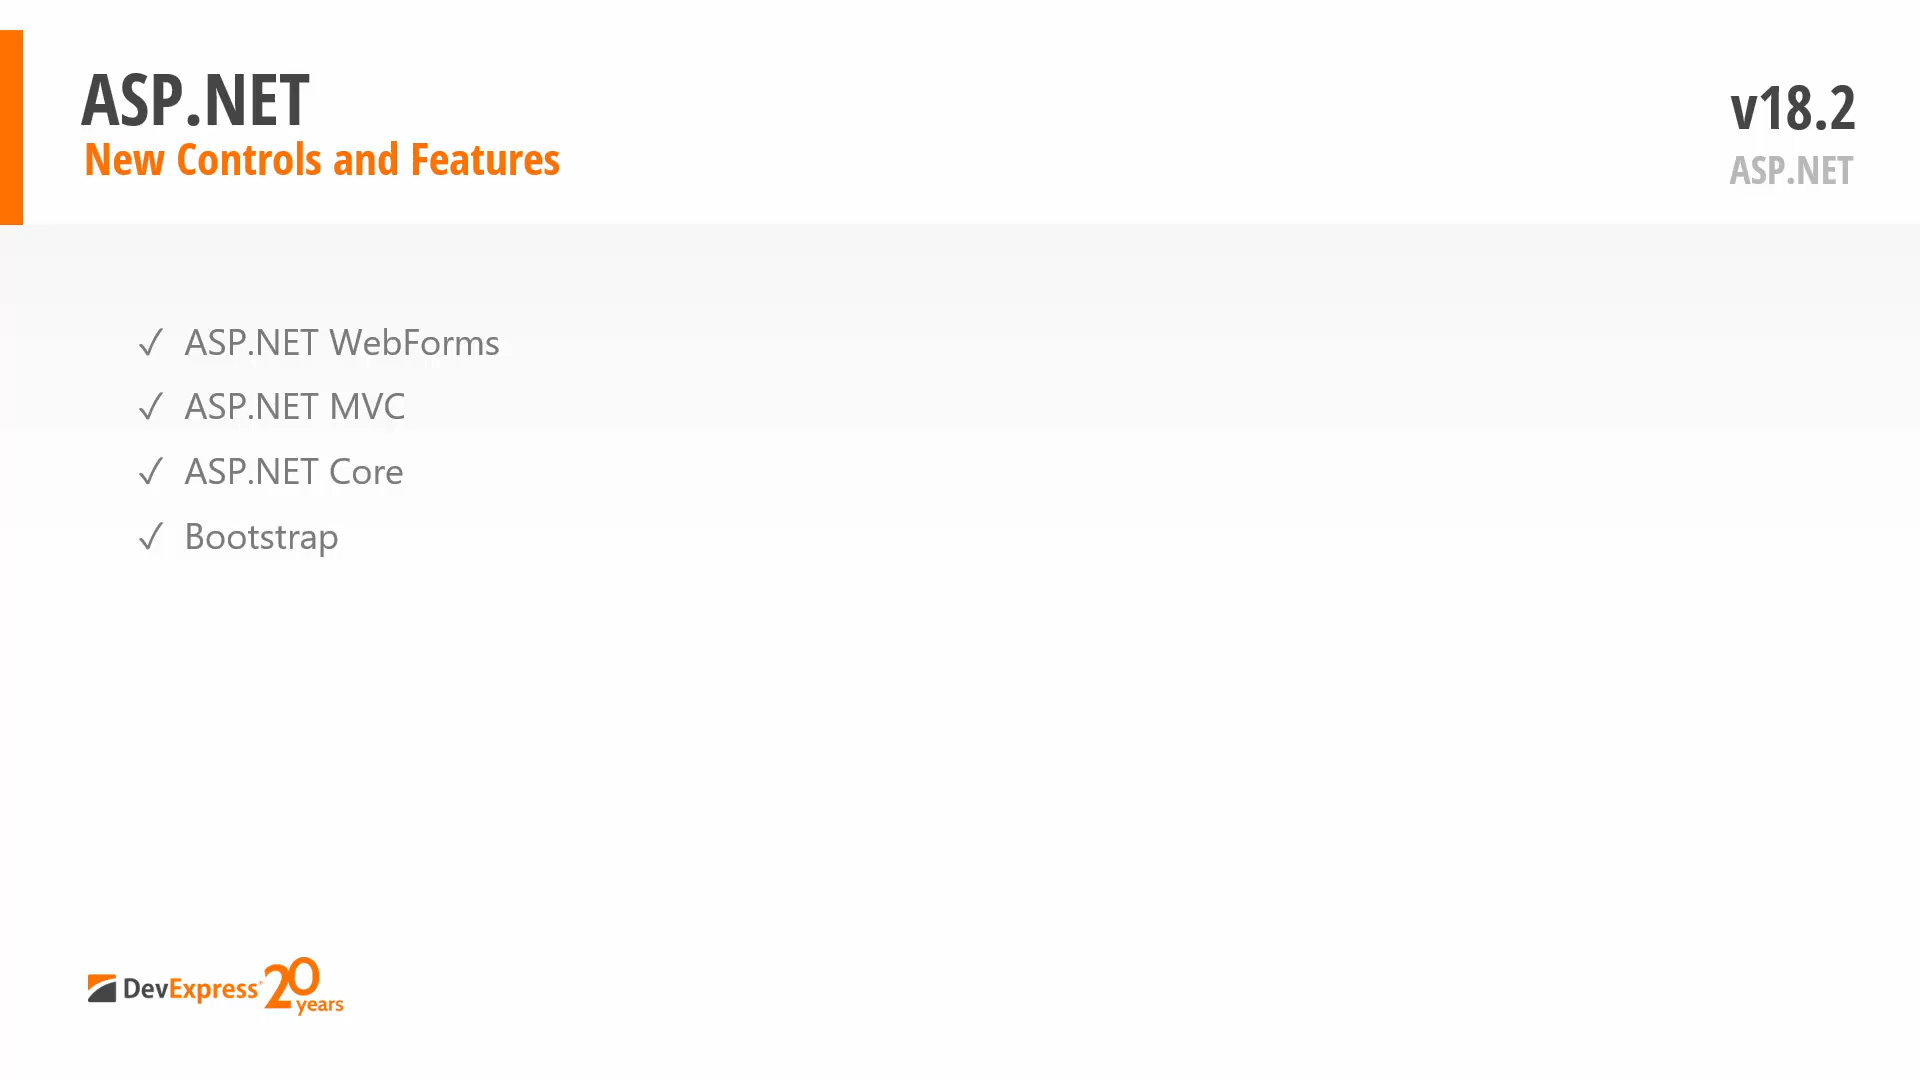 ASP.NET
New Controls and Features
v18.2
ASP.NET
✓ ASP.NET WebForms
✓ ASP.NET MVC
✓ ASP.NET Core
✓ Bootstrap
DevExpress 20 years